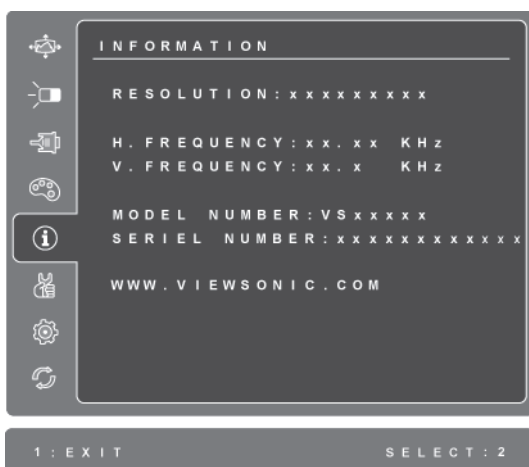 INFORMATION
RESOLUTION:xxxxxxxxx
H. FREQUENCY:xx.xx KHz
V. FREQUENCY:xx.x KHz
MODEL NUMBER:VSxxxxx
SERIEL NUMBER:xxxxxxxxxxxx
WWW.VIEWSONIC.COM
1:EXIT SELECT:2